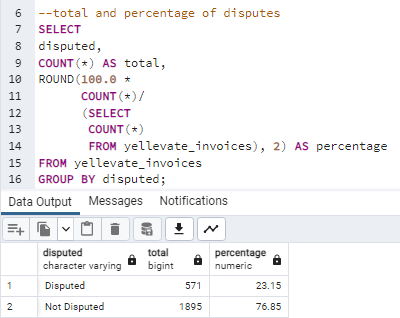 6 --total and percentage of disputes
7 SELECT
8 disputed,
9 COUNT(*) AS total,
10 ROUND(100.0 *
11 COUNT(*)/
12 (SELECT
13 COUNT(*)
14 FROM yellevate_invoices), 2) AS percentage
15 FROM yellevate_invoices
16 GROUP BY disputed;
Data Output Messages Notifications
disputed total percentage
character varying bigint numeric
1 Disputed 571 23.15
2 Not Disputed 1895 76.85